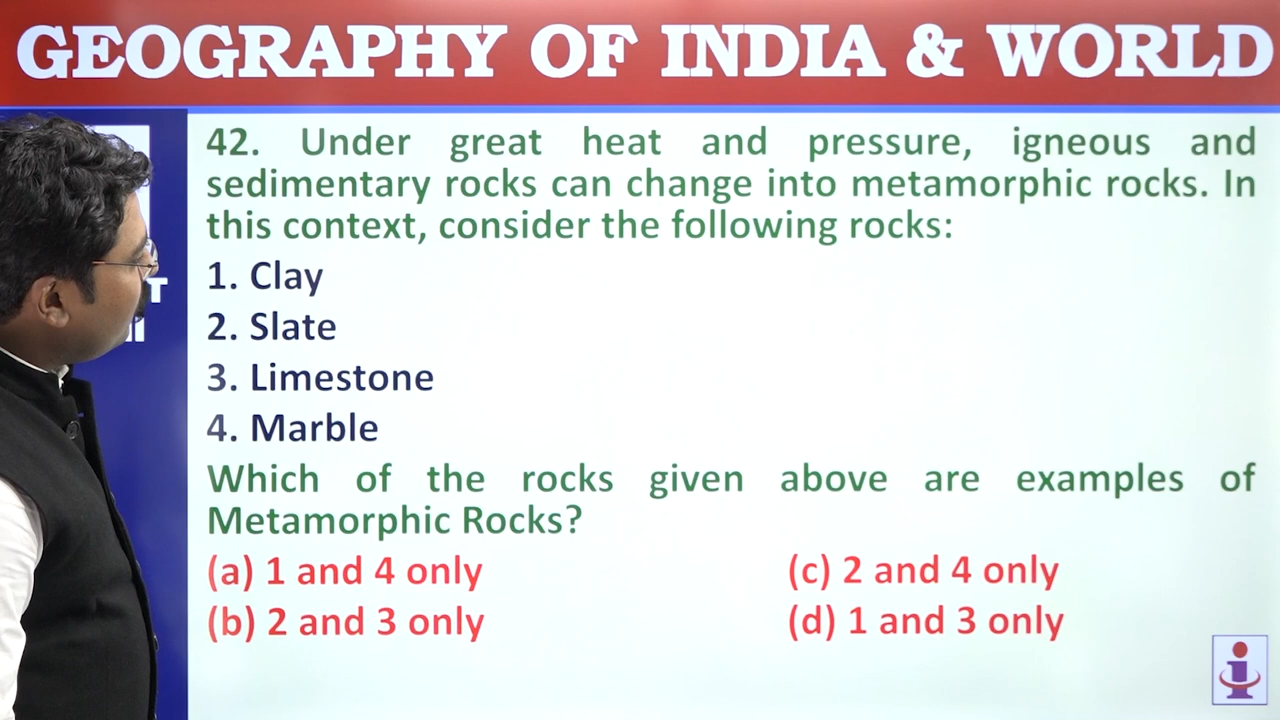 GEOGRAPHY OF INDIA & WORLD
42. Under great heat and pressure, igneous and
sedimentary rocks can change into metamorphic rocks. In
this context, consider the following rocks:
1. Clay
2. Slate
3. Limestone
4. Marble
Which of the rocks given above are examples of
Metamorphic Rocks?
(a) 1 and 4 only
(c) 2 and 4 only
(b) 2 and 3 only
(d) 1 and 3 only
T